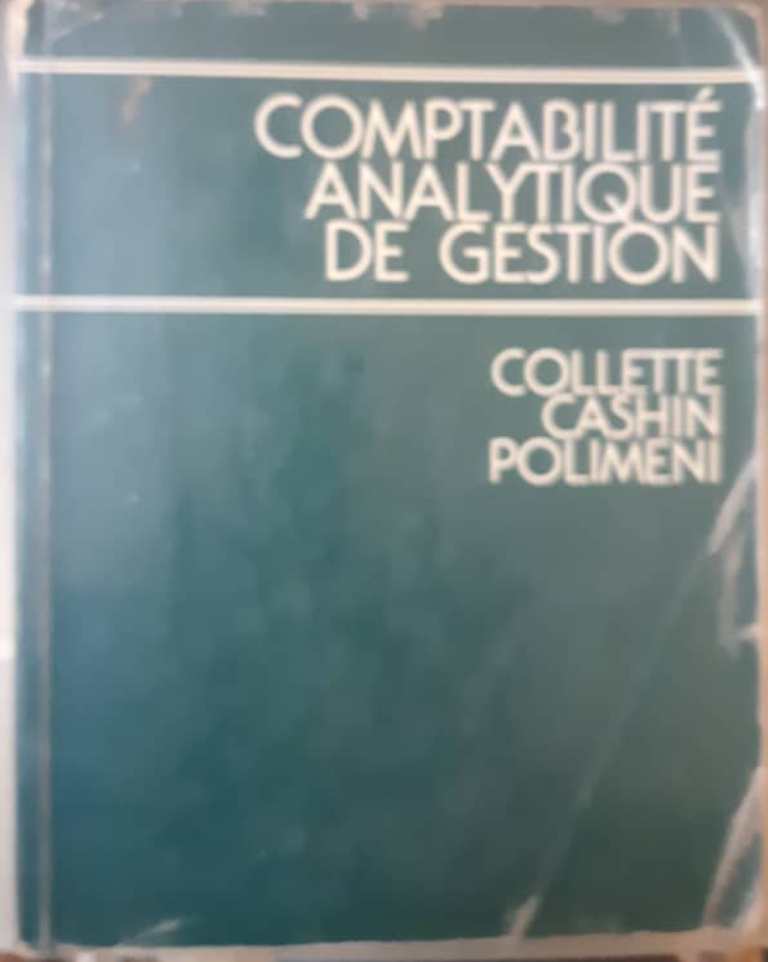 COMPTABILITÉ
ANALYTIQUE
DE GESTION
COLLETTE
CASHIN
POLIMENI